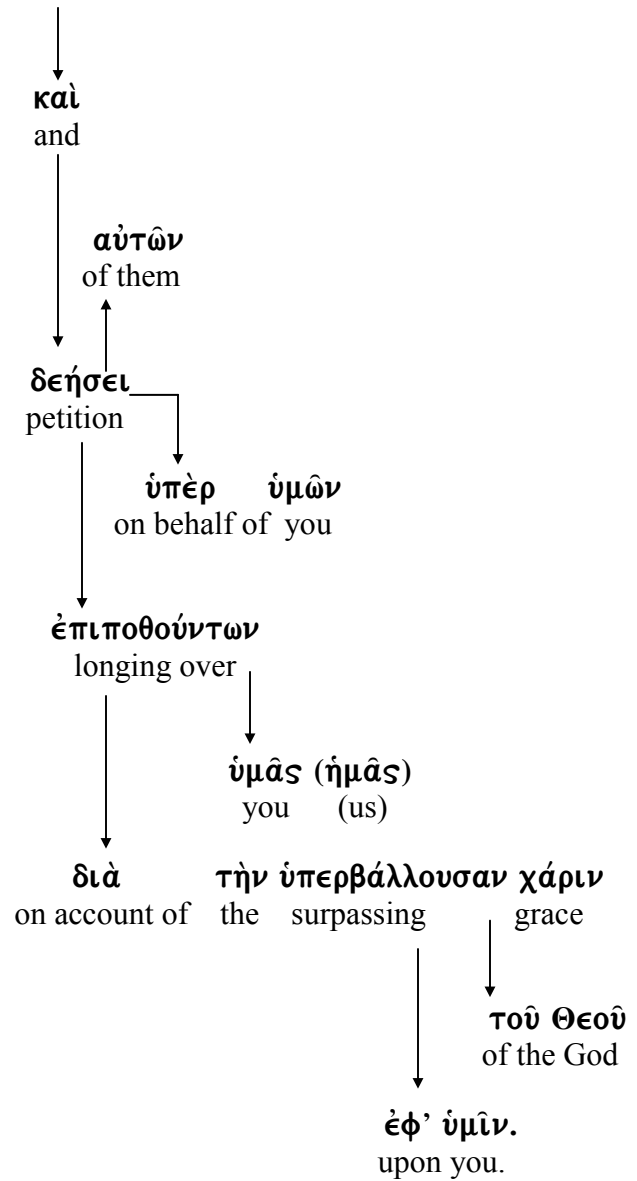 καὶ
and
αὐτῶν
of them
δεήσει
petition
ὑπὲρ ὑμῶν
on behalf of you
ἐπιποθούντων
longing over
ὑμᾶς (ἡμᾶς)
you (us)
διὰ τὴν ὑπερβάλλουσαν χάριν
on account of the surpassing grace
τοῦ Θεοῦ
of the God
ἐφ’ ὑμῖν.
upon you.